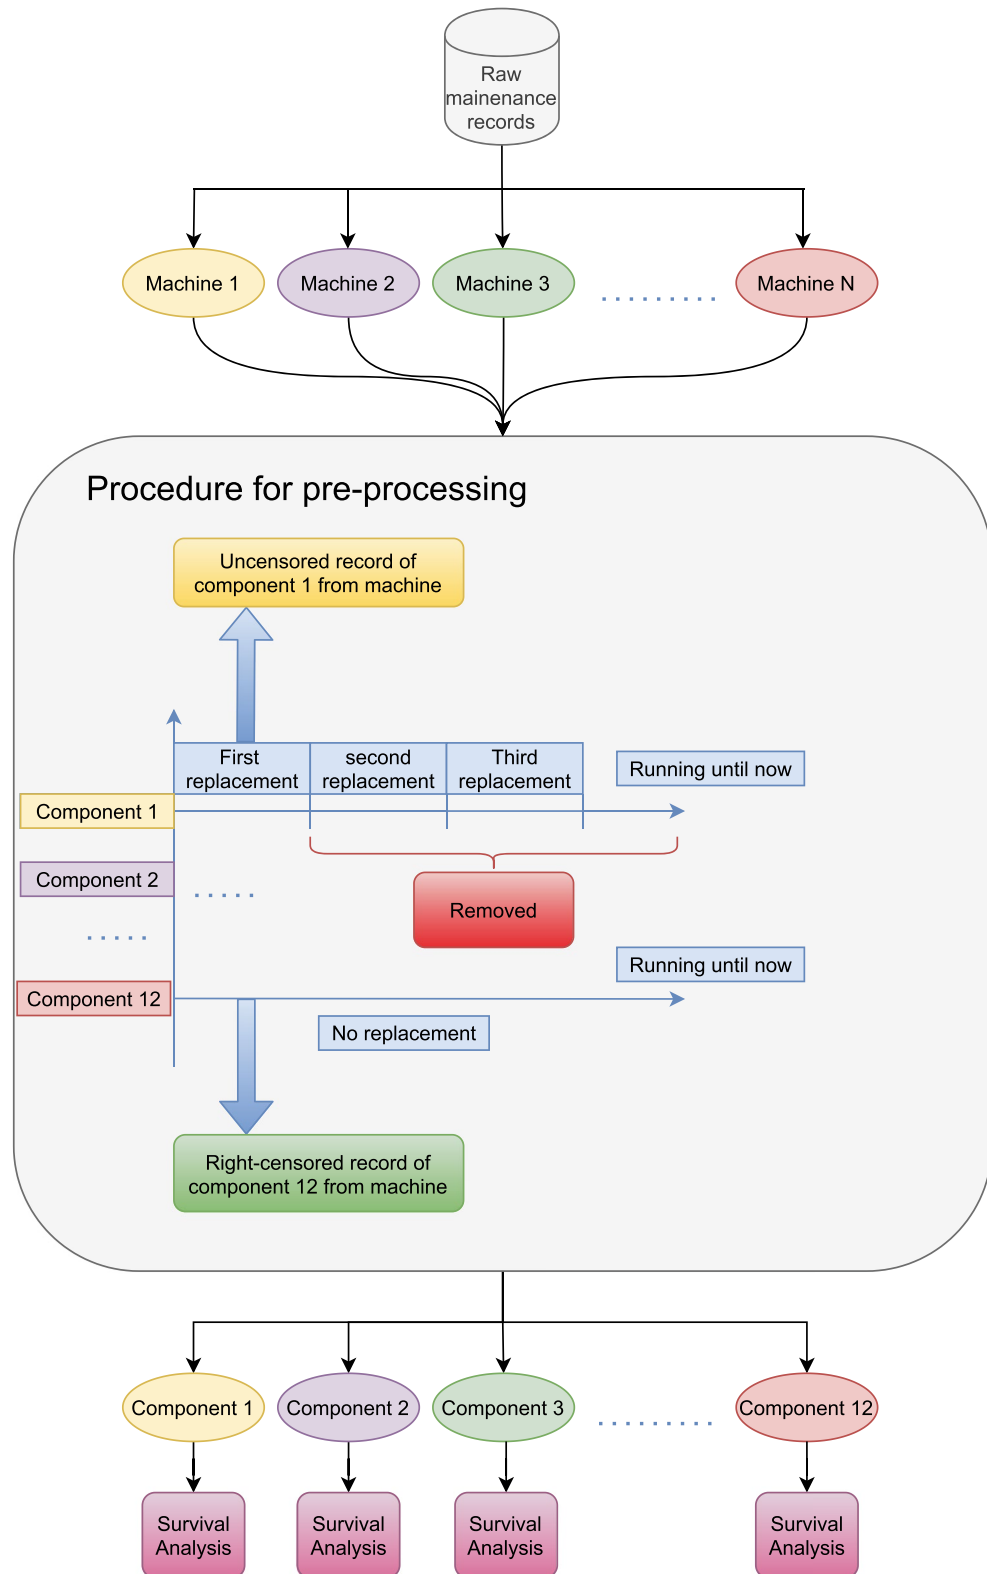 Raw
mainenance
records
Machine 1
Machine 2
Machine 3
Machine N
Procedure for pre-processing
Uncensored record of
component 1 from machine
First
replacement
second
replacement
Third
replacement
Running until now
Component 1
Component 2
Removed
Running until now
Component 12
No replacement
Right-censored record of
component 12 from machine
Component 1
Component 2
Component 3
Component 12
Survival
Analysis
Survival
Analysis
Survival
Analysis
Survival
Analysis